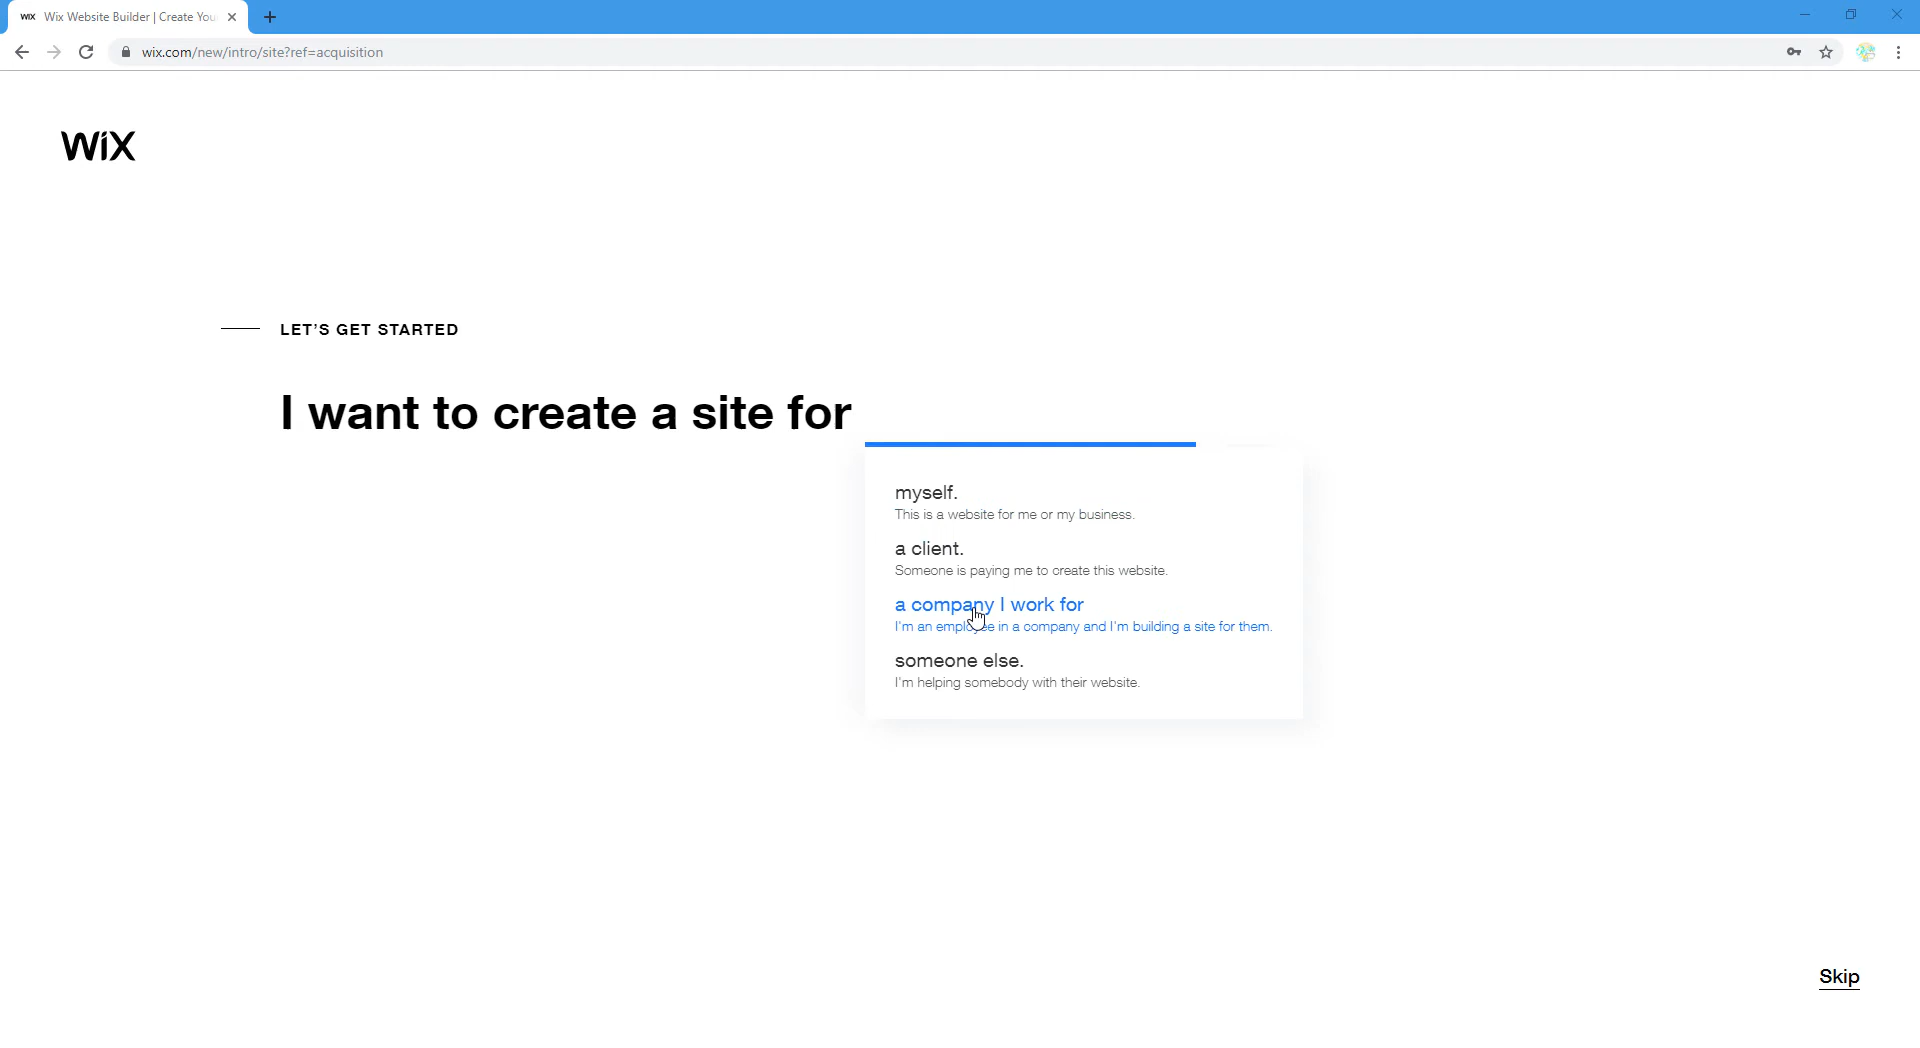 WIX Wix Website Builder | Create You
wix.com/new/intro/site?ref=acquisition
WiX
LET'S GET STARTED
I want to create a site for
myself.
This is a website for me or my business.
a client.
Someone is paying me to create this website.
a company I work for
I'm an employee in a company and I'm building a site for them.
someone else.
I'm helping somebody with their website.
Skip